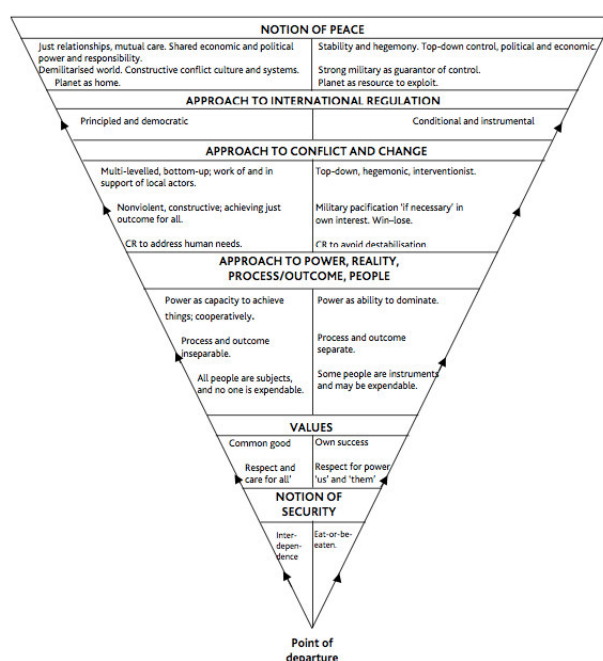 NOTION OF PEACE
Just relationships, mutual care. Shared economic and political
power and responsibility.
Demilitarised world. Constructive conflict culture and systems.
Planet as home.
Stability and hegemony. Top-down control, political and economic.
Strong military as guarantor of control.
Planet as resource to exploit.
APPROACH TO INTERNATIONAL REGULATION
Principled and democratic
Conditional and instrumental
APPROACH TO CONFLICT AND CHANGE
Multi-levelled, bottom-up; work of and in
support of local actors.
Nonviolent, constructive; achieving just
outcome for all.
CR to address human needs.
Top-down, hegemonic, interventionist.
Military pacification 'if necessary' in
own interest. Win–lose.
CR to avoid destabilisation.
APPROACH TO POWER, REALITY,
PROCESS/OUTCOME, PEOPLE
Power as capacity to achieve
things; cooperatively.
Process and outcome
inseparable.
All people are subjects,
and no one is expendable.
Power as ability to dominate.
Process and outcome
separate.
Some people are instruments
and may be expendable.
VALUES
Common good
Respect and
care for all'
Own success
Respect for power
'us' and 'them'
NOTION OF
SECURITY
Inter-
depen-
dence
Eat-or-be-
eaten.
Point of
departure